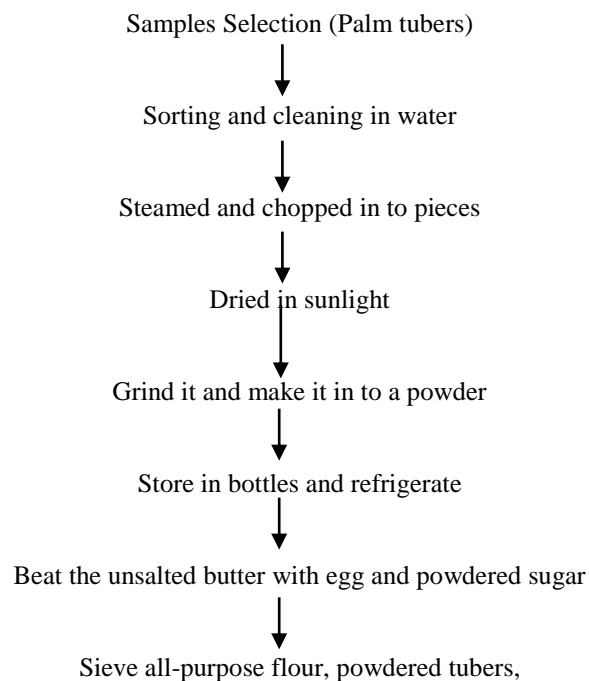 Samples Selection (Palm tubers)
Sorting and cleaning in water
Steamed and chopped in to pieces
Dried in sunlight
Grind it and make it in to a powder
Store in bottles and refrigerate
Beat the unsalted butter with egg and powdered sugar
Sieve all-purpose flour, powdered tubers,